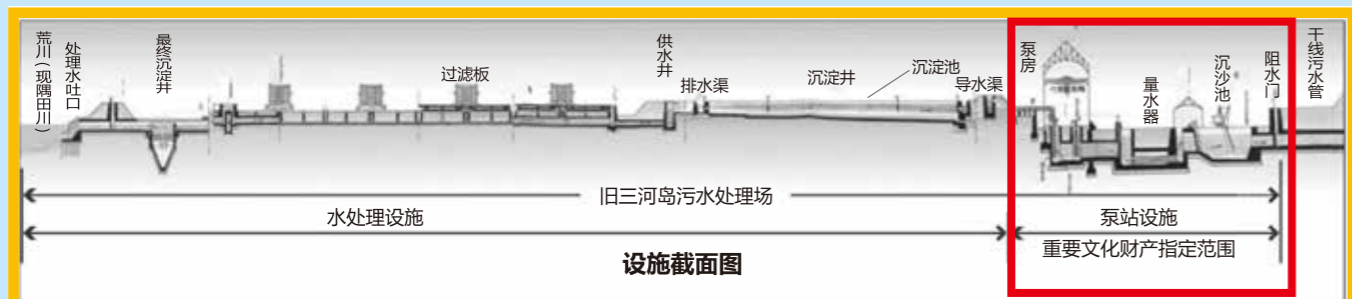 荒川（现隅田川）
处理水吐口
最终沉淀井
过滤板
供水井
排水渠
沉淀井
沉淀池
导水渠
泵房
量水器
沉沙池
阻水门
干线污水管
旧三河岛污水处理场
水处理设施
泵站设施
重要文化财产指定范围
设施截面图